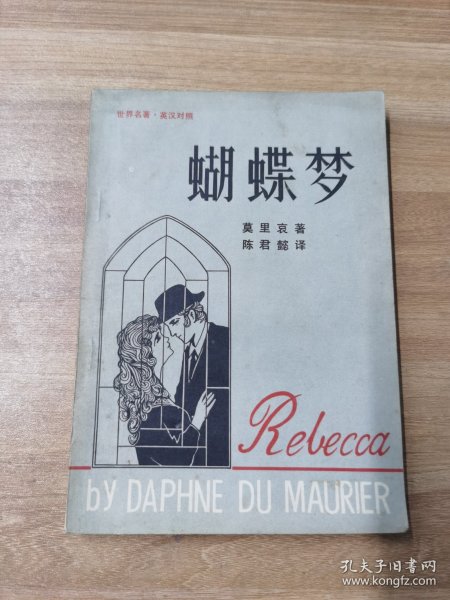 世界名著·英汉对照
蝴蝶梦
莫里哀著
陈君懿译
Rebecca
by DAPHNE DU MAURIER
孔夫子旧书网
www.kongfz.com